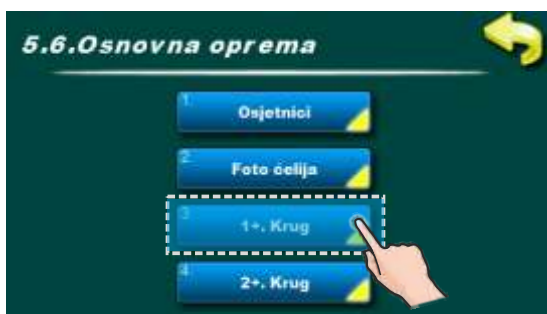 5.6.Osnovna oprema
1.
Osjetnici
2
Foto ćelija
3
1+. Krug
4
2+. Krug